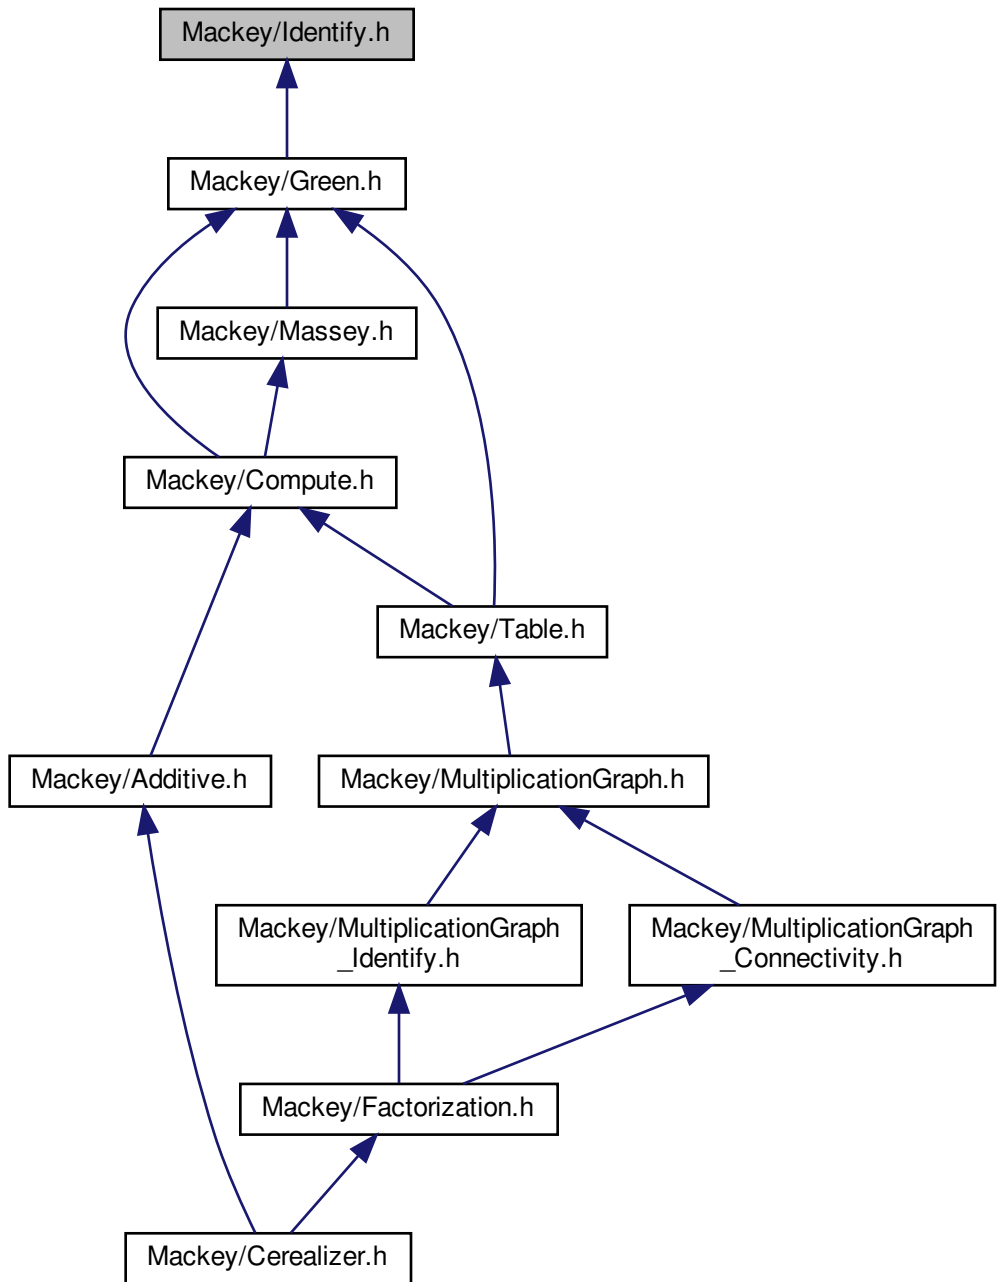 Mackey/Identify.h
Mackey/Green.h
Mackey/Massey.h
Mackey/Compute.h
Mackey/Table.h
Mackey/Additive.h
Mackey/MultiplicationGraph.h
Mackey/MultiplicationGraph
_Identify.h
Mackey/MultiplicationGraph
_Connectivity.h
Mackey/Factorization.h
Mackey/Cerealizer.h